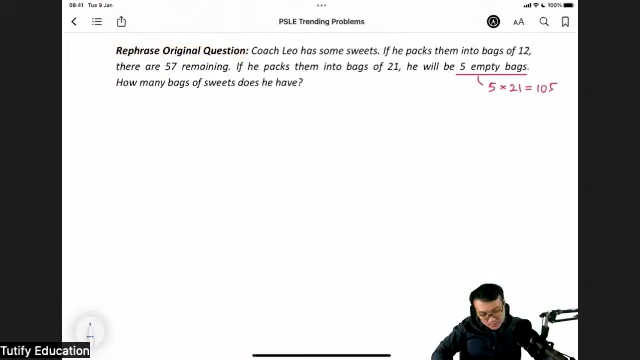 09:41 Tue 9 Jan
100%
PSLE Trending Problems
AA
Rephrase Original Question: Coach Leo has some sweets. If he packs them into bags of 12,
there are 57 remaining. If he packs them into bags of 21, he will be 5 empty bags.
How many bags of sweets does he have?
5 × 21 = 105
Tutify Education